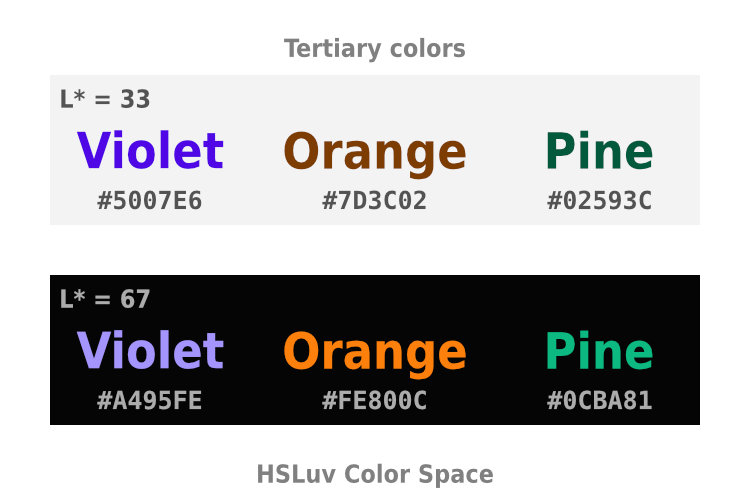 Tertiary colors
L* = 33
Violet Orange Pine
#5007E6 #7D3C02 #02593C
L* = 67
Violet Orange Pine
#A495FE #FE800C #0CBA81
HSLuv Color Space